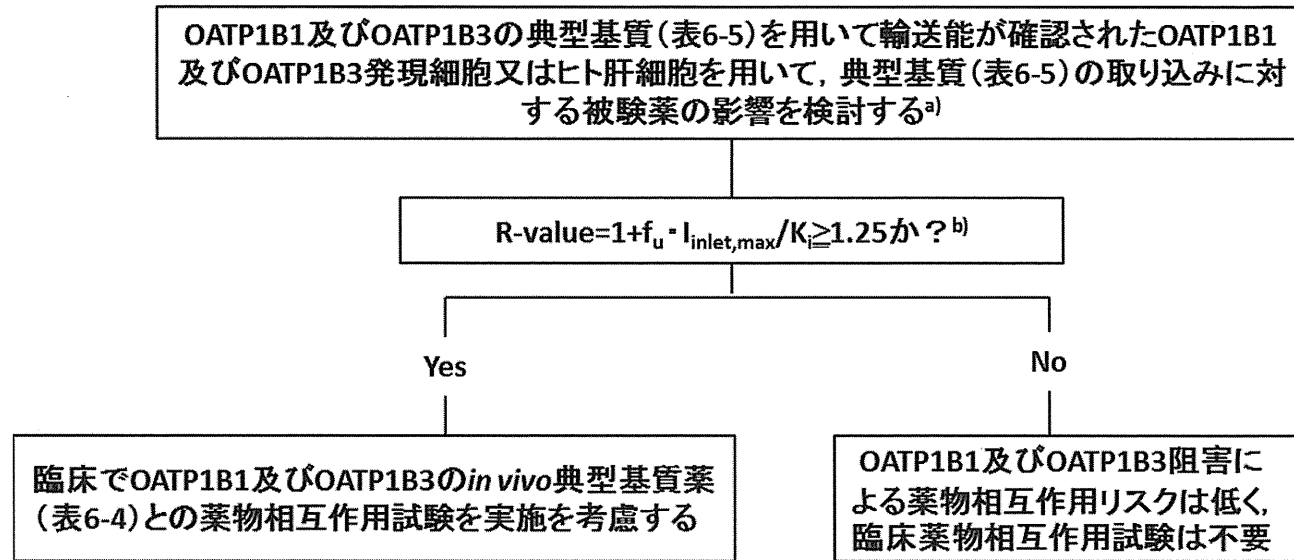 OATP1B1及びOATP1B3の典型基質(表6-5)を用いて輸送能が確認されたOATP1B1
及びOATP1B3発現細胞又はヒト肝細胞を用いて,典型基質(表6-5)の取り込みに対
する被験薬の影響を検討するa)
R-value=1+fu・Iinlet,max/Ki≧1.25か?b)
Yes
No
臨床でOATP1B1及びOATP1B3のin vivo典型基質薬
(表6-4)との薬物相互作用試験を実施を考慮する
OATP1B1及びOATP1B3阻害に
よる薬物相互作用リスクは低く,
臨床薬物相互作用試験は不要